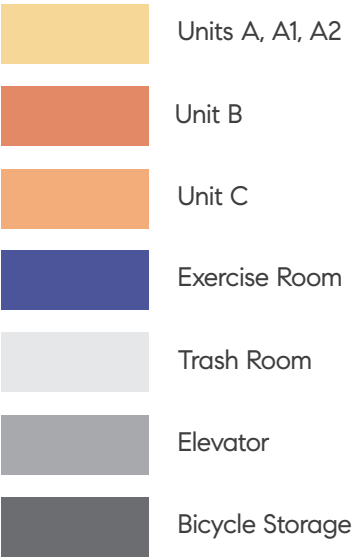 Units A, A1, A2
Unit B
Unit C
Exercise Room
Trash Room
Elevator
Bicycle Storage